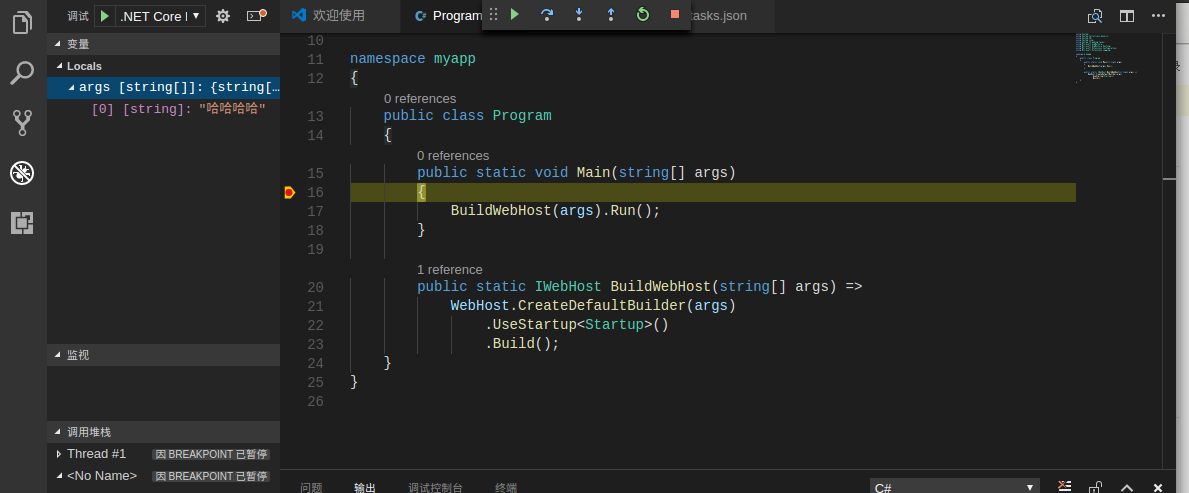 调试 .NET Core
变量
Locals
args [string[]]: {string[...
[0] [string]: "哈哈哈哈"
监视
调用堆栈
Thread #1 因 BREAKPOINT 已暂停
<No Name> 因 BREAKPOINT 已暂停
欢迎使用 Program tasks.json
10
11 namespace myapp
12 {
0 references
13 public class Program
14 {
0 references
15 public static void Main(string[] args)
16 {
17 BuildWebHost(args).Run();
18 }
19
1 reference
20 public static IWebHost BuildWebHost(string[] args) =>
21 WebHost.CreateDefaultBuilder(args)
22 .UseStartup<Startup>()
23 .Build();
24 }
25 }
26
问题 输出 调试控制台 终端 C#